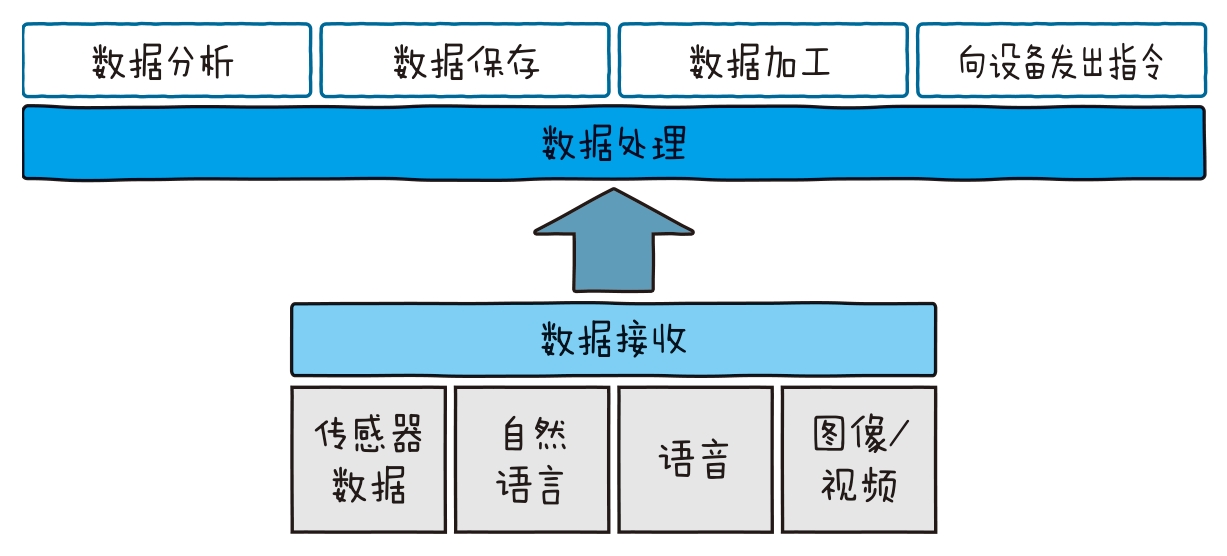 数据分析
数据保存
数据加工
向设备发出指令
数据处理
数据接收
传感器
数据
自然
语言
语音
图像/
视频